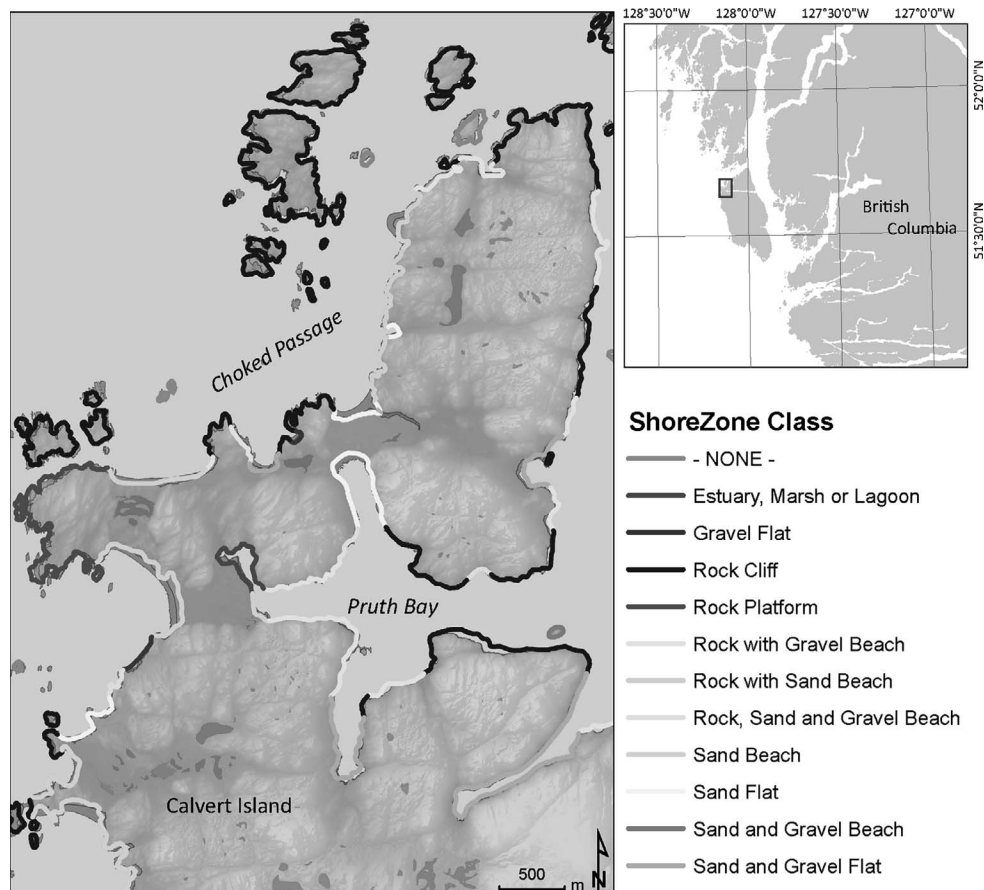 128°30'0"W
128°0'0"W
127°30'0"W
127°0'0"W
52°0'0"N
51°30'0"N
British
Columbia
Choked Passage
Pruth Bay
Calvert Island
500
m
N
ShoreZone Class
- NONE -
Estuary, Marsh or Lagoon
Gravel Flat
Rock Cliff
Rock Platform
Rock with Gravel Beach
Rock with Sand Beach
Rock, Sand and Gravel Beach
Sand Beach
Sand Flat
Sand and Gravel Beach
Sand and Gravel Flat